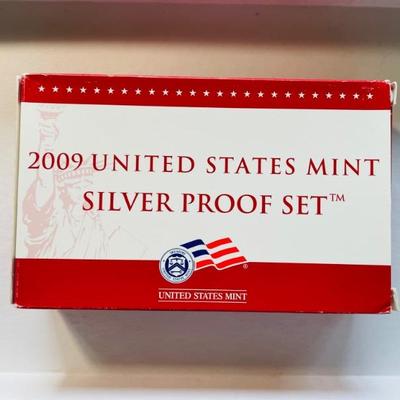 2009 UNITED STATES MINT
SILVER PROOF SET™
®
UNITED STATES MINT